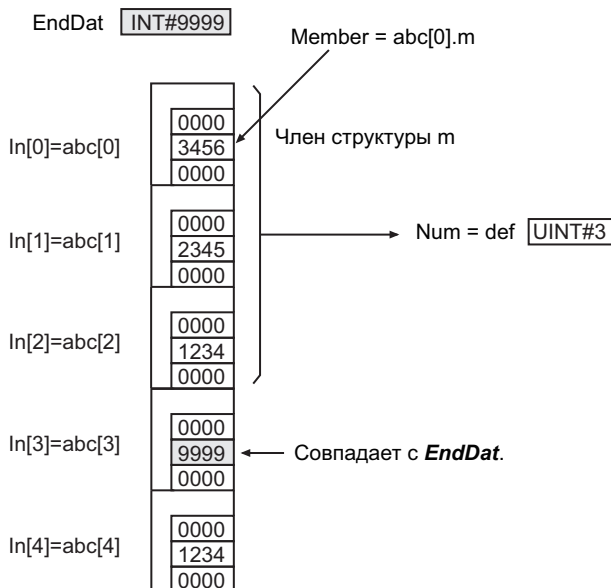 EndDat INT#9999
Member = abc[0].m
0000
Член структуры m
In[0]=abc[0] 3456
0000
0000
In[1]=abc[1] 2345 Num = def UINT#3
0000
0000
In[2]=abc[2] 1234
0000
0000
In[3]=abc[3] 9999 Совпадает с EndDat.
0000
0000
In[4]=abc[4] 1234
0000